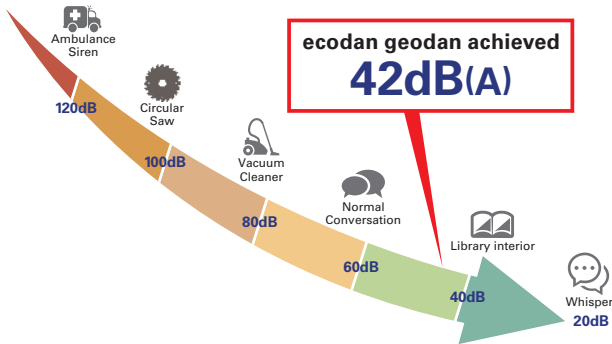 Ambulance
Siren
120dB
Circular
Saw
100dB
Vacuum
Cleaner
80dB
Normal
Conversation
60dB
ecodan geodan achieved
42dB(A)
Library interior
40dB
Whisper
20dB